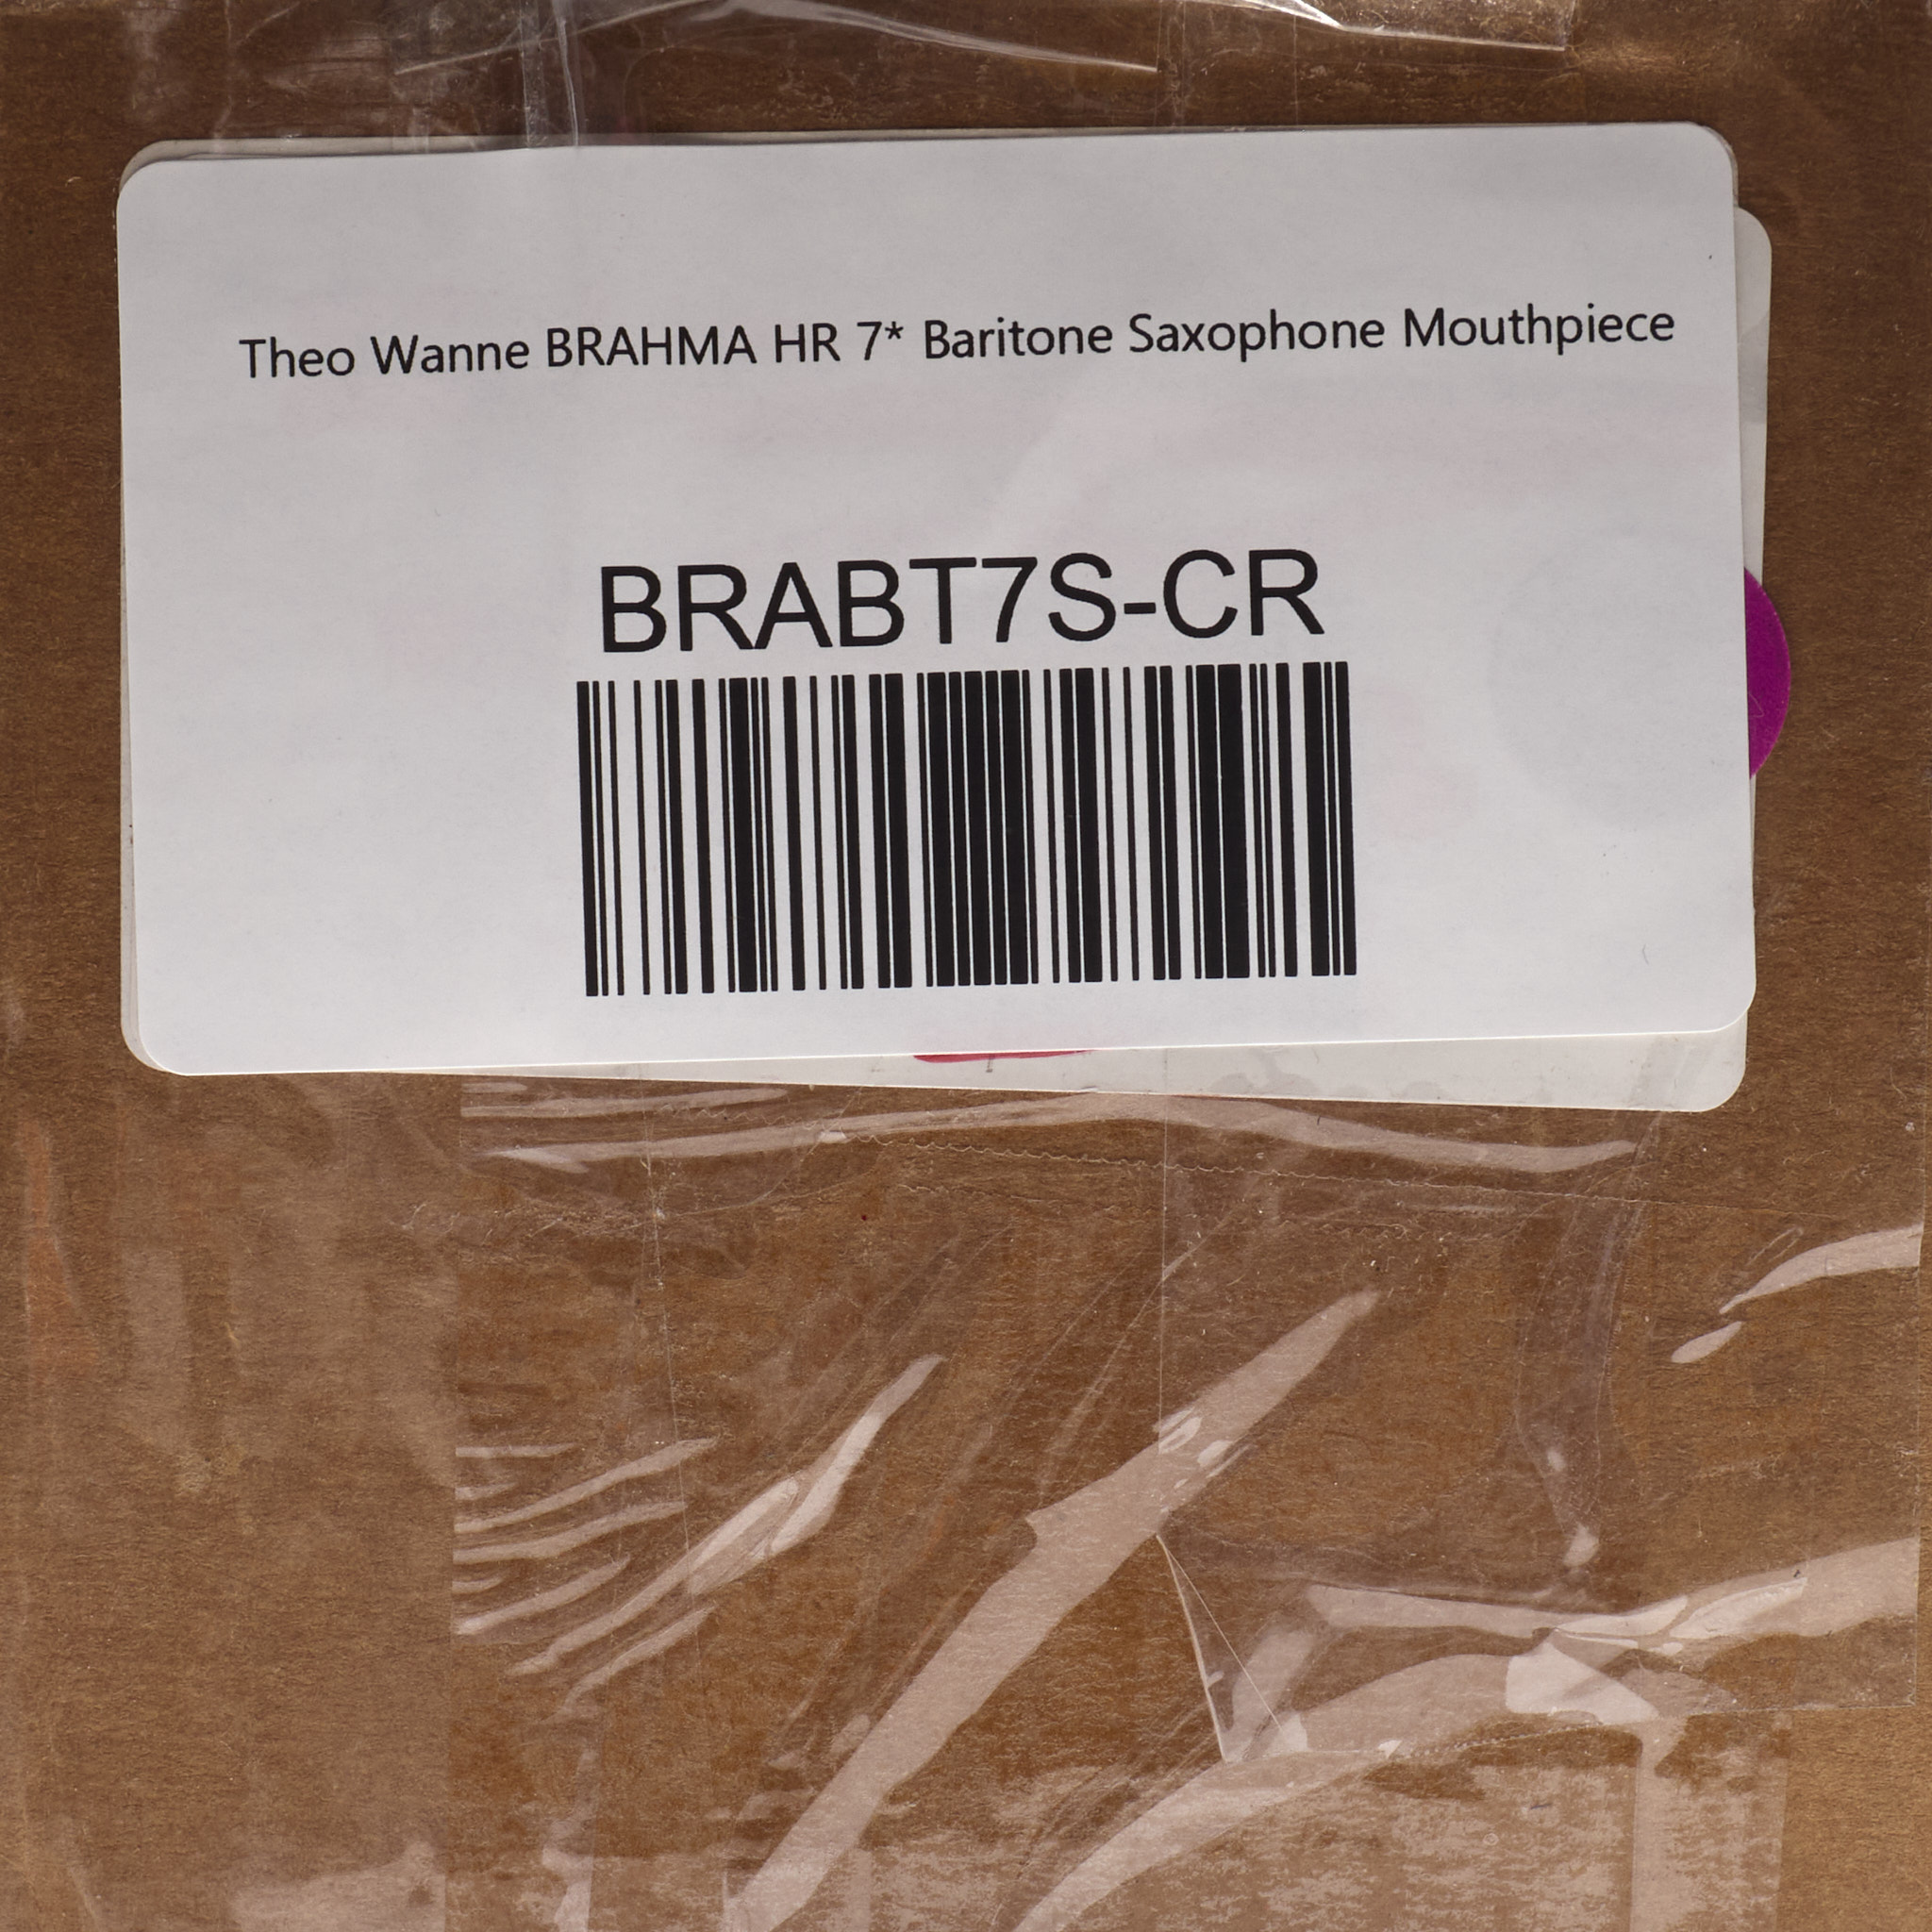 Theo Wanne BRAHMA HR 7* Baritone Saxophone Mouthpiece
BRABT7S-CR